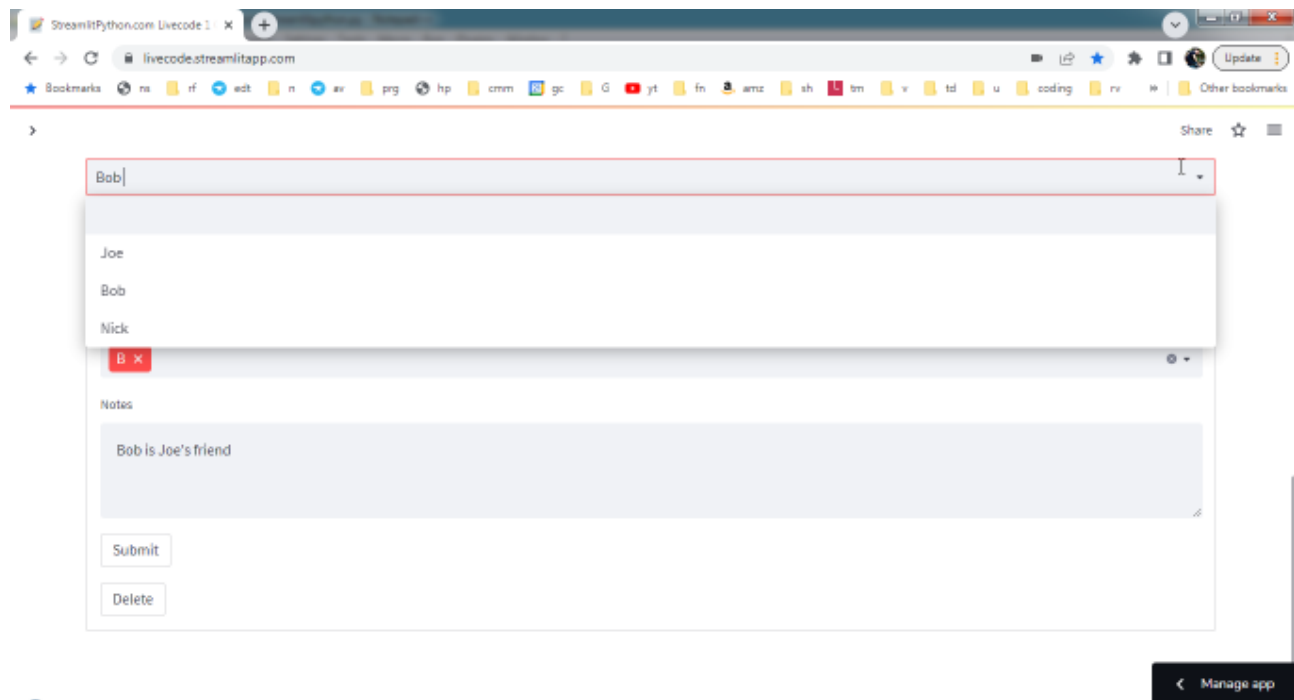 StreamlitPython.com Livecode 1
livecode.streamlitapp.com
Update
Bookmarks ns rf edt n av prg hp cmm gc G yt fn amz sh tm v td u coding rv Other bookmarks
Share
Bob
Joe
Bob
Nick
B
Notes
Bob is Joe's friend
Submit
Delete
Manage app